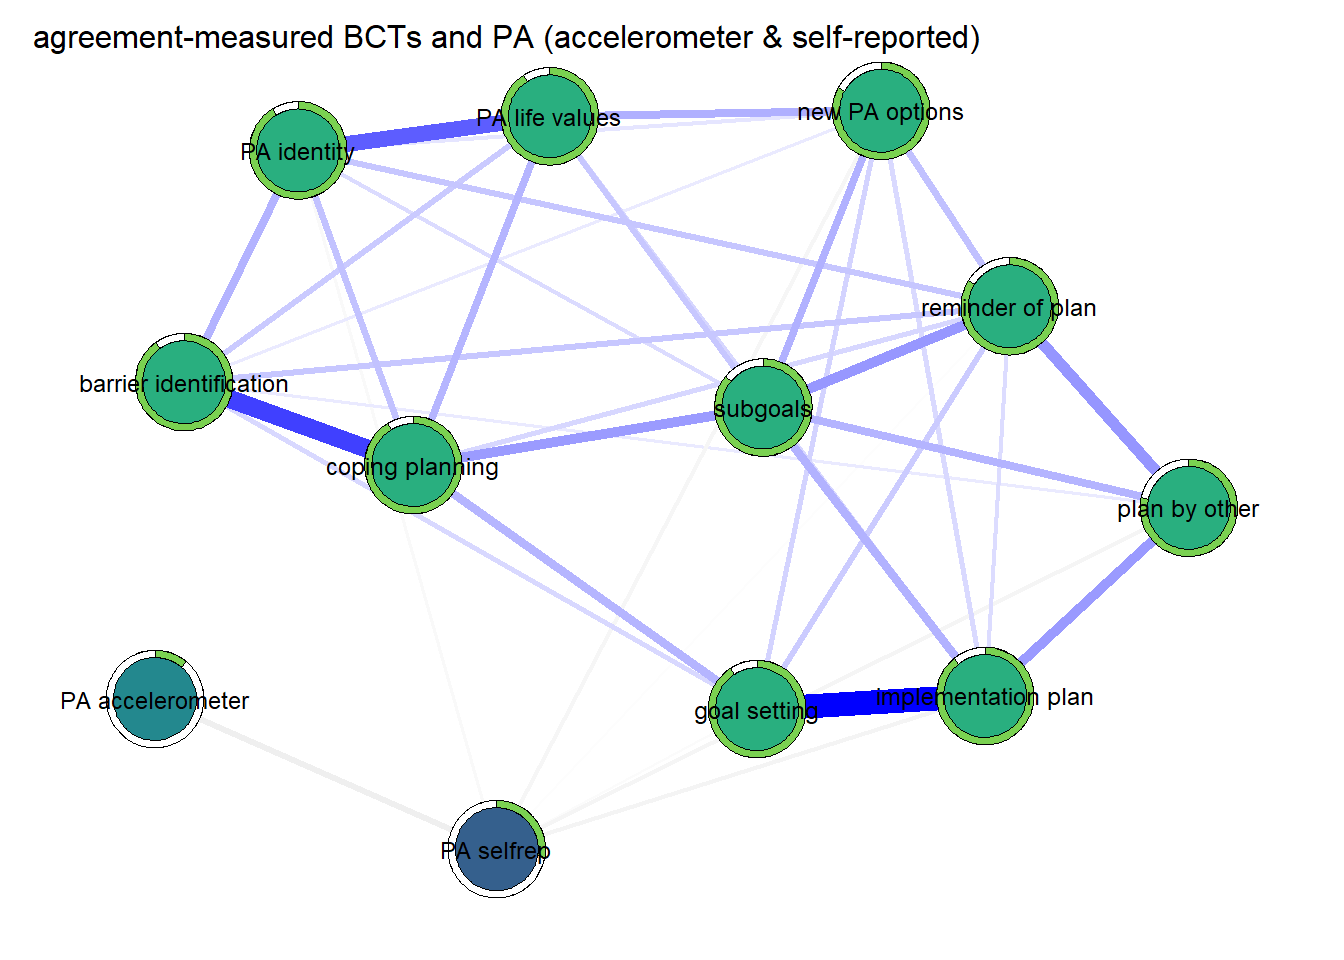 agreement-measured BCTs and PA (accelerometer & self-reported)
PA identity
PA life values
new PA options
reminder of plan
barrier identification
subgoals
coping planning
plan by other
PA accelerometer
goal setting
implementation plan
PA selfrep